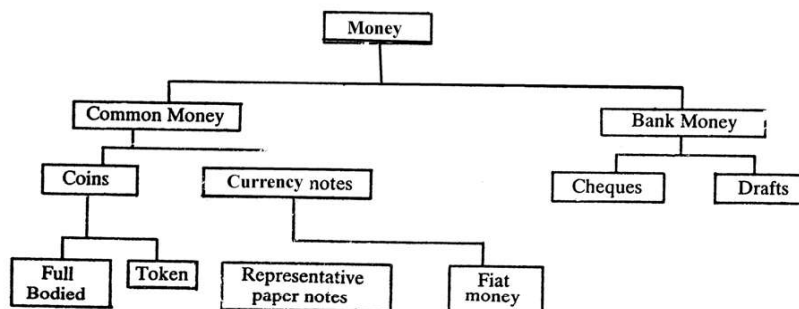 Money
Common Money
Bank Money
Coins
Currency notes
Cheques
Drafts
Full
Bodied
Token
Representative
paper notes
Fiat
money